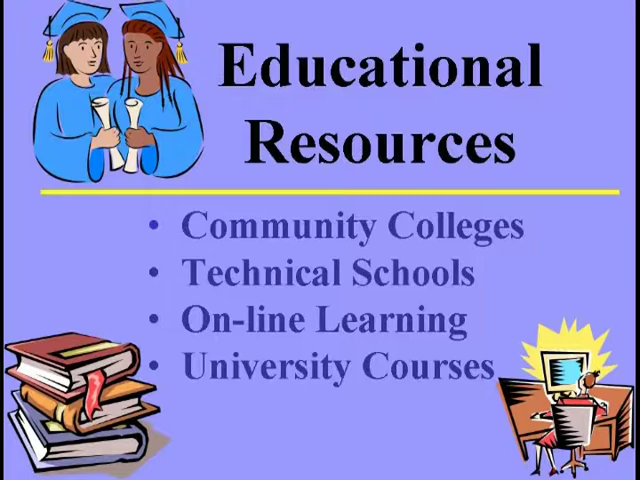 Educational
Resources
• Community Colleges
• Technical Schools
• On-line Learning
• University Courses